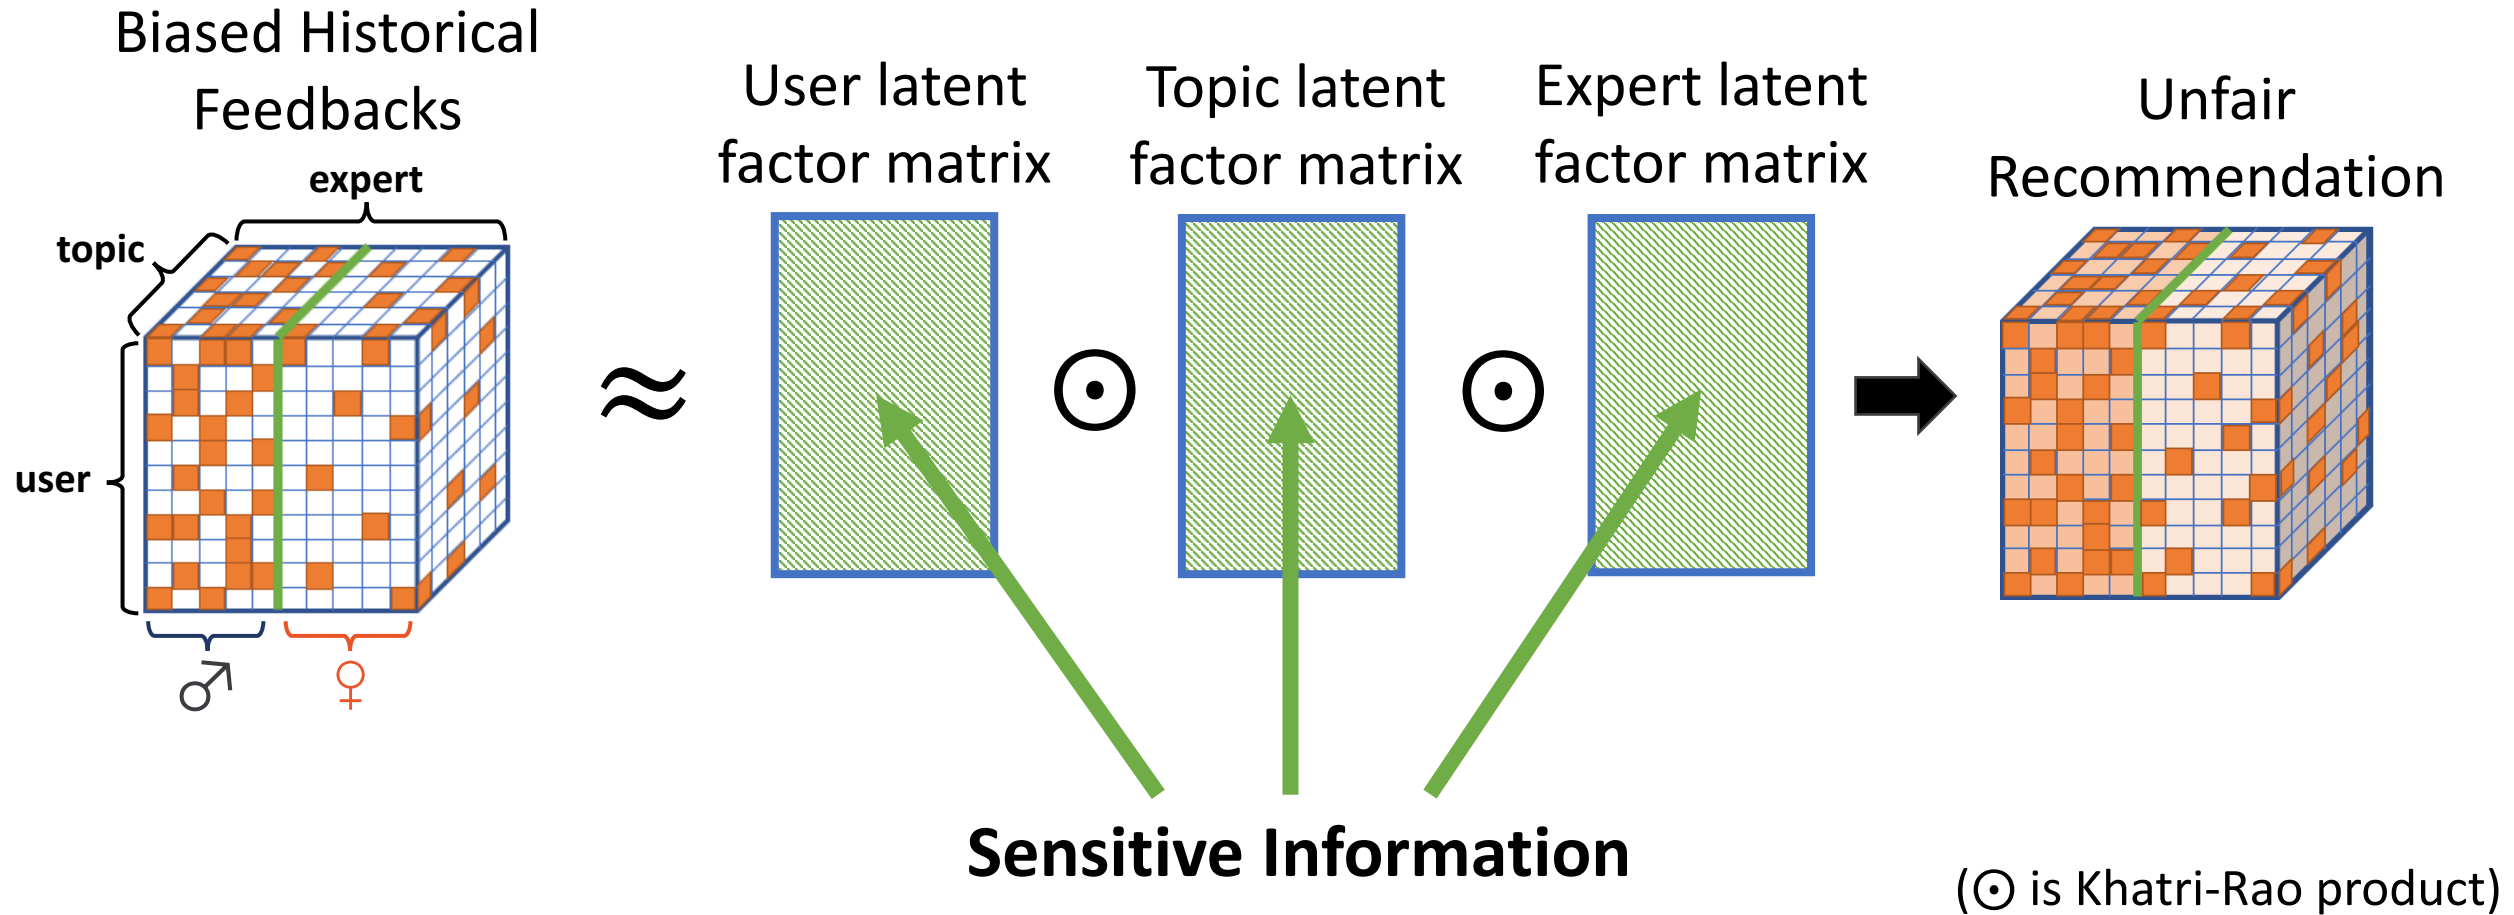 Biased Historical
Feedbacks
expert
topic
user
♂
♀
≈
User latent
factor matrix
⊙
Topic latent
factor matrix
⊙
Expert latent
factor matrix
Unfair
Recommendation
Sensitive Information
(⊙ is Khatri-Rao product)